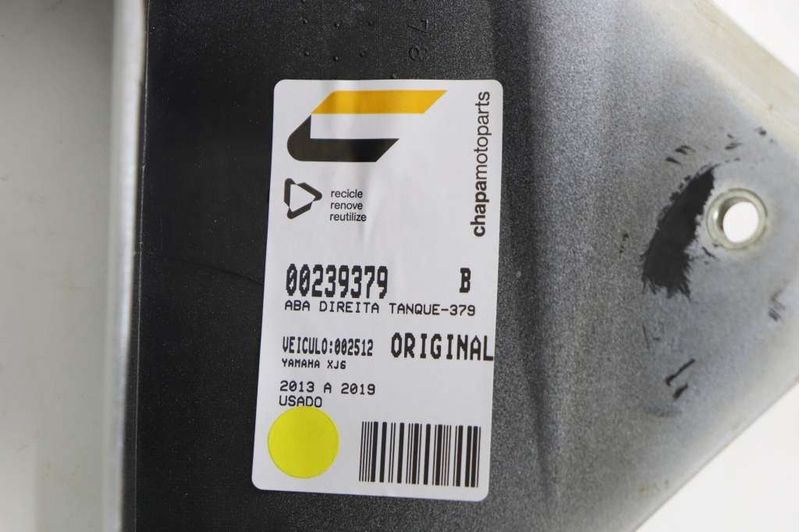 chapamotoparts
recicle
renove
reutilize
00239379 B
ABA DIREITA TANQUE-379
VEICULO:002512 ORIGINAL
YAMAHA XJ6
2013 A 2019
USADO